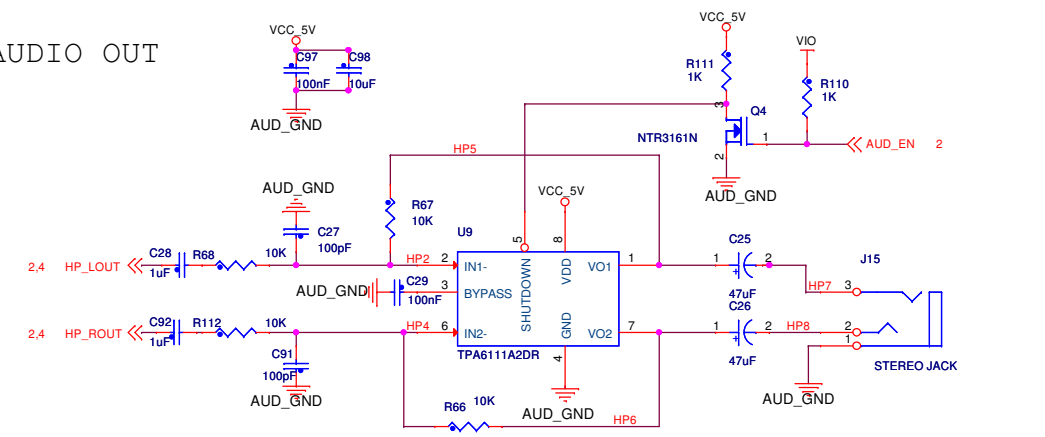 AUDIO OUT
VCC_5V
C97
100nF
C98
10uF
AUD_GND
VCC_5V
R111
1K
VIO
R110
1K
3
Q4
NTR3161N
1
2
AUD_EN 2
AUD_GND
HP5
AUD_GND
C27
100pF
R67
10K
VCC_5V
U9
5
8
2,4 HP_LOUT
C28
1uF
R68
10K
HP2
2
IN1-
SHUTDOWN
VDD
VO1
1
C25
1
2
47uF
HP7
J15
3
AUD_GND
C29
100nF
3
BYPASS
2,4 HP_ROUT
C92
1uF
R112
10K
HP4
6
IN2-
GND
VO2
7
C26
1
2
47uF
HP8
2
1
STEREO JACK
TPA6111A2DR
4
C91
100pF
AUD_GND
R66
10K
HP6
AUD_GND
AUD_GND